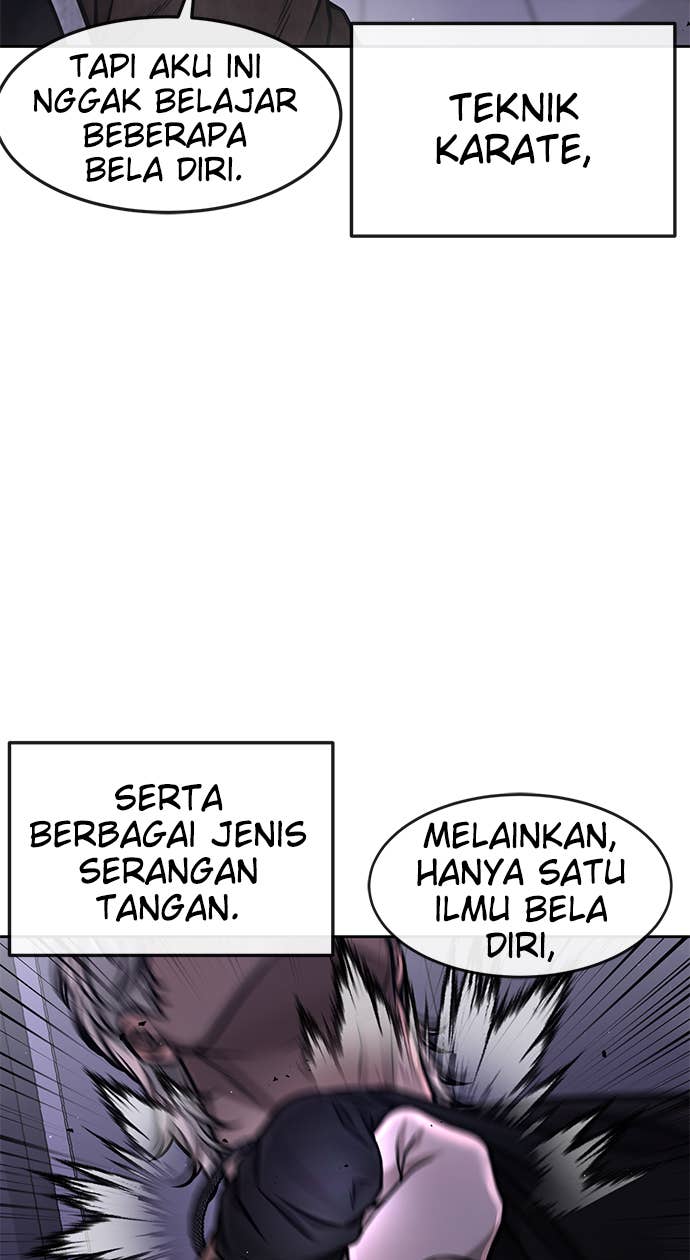 TAPI AKU INI
NGGAK BELAJAR
BEBERAPA
BELA DIRI.
TEKNIK
KARATE,
SERTA
BERBAGAI JENIS
SERANGAN
TANGAN.
MELAINKAN,
HANYA SATU
ILMU BELA
DIRI,